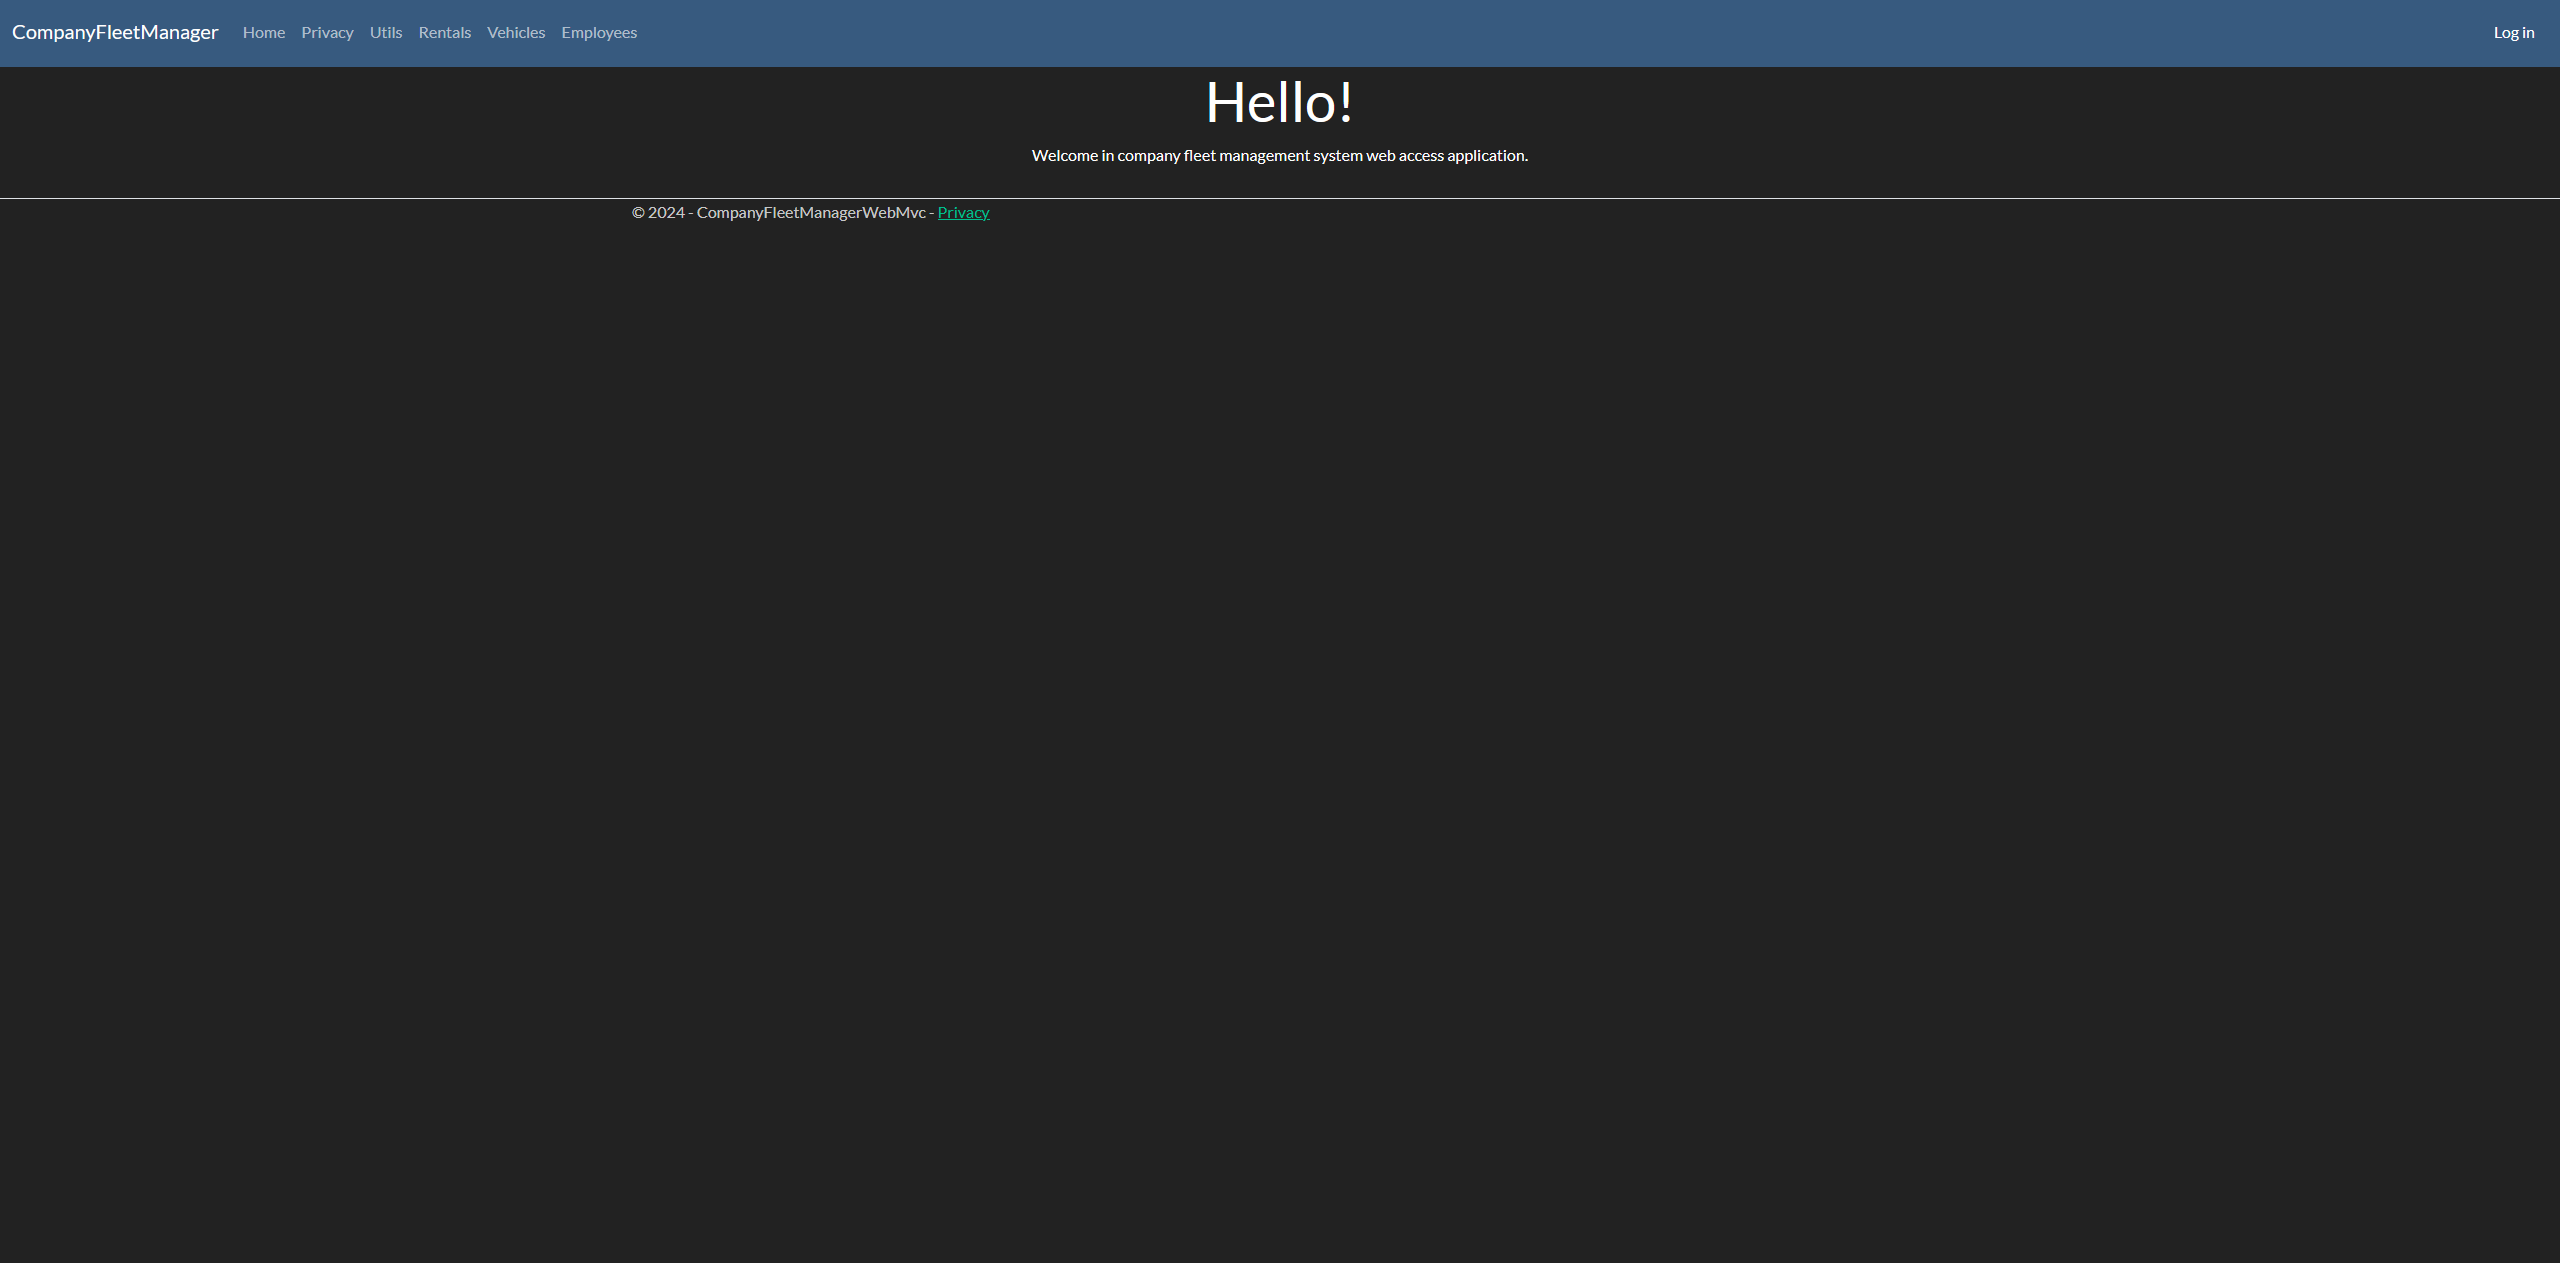 CompanyFleetManager Home Privacy Utils Rentals Vehicles Employees Log in
Hello!
Welcome in company fleet management system web access application.
© 2024 - CompanyFleetManagerWebMvc - Privacy